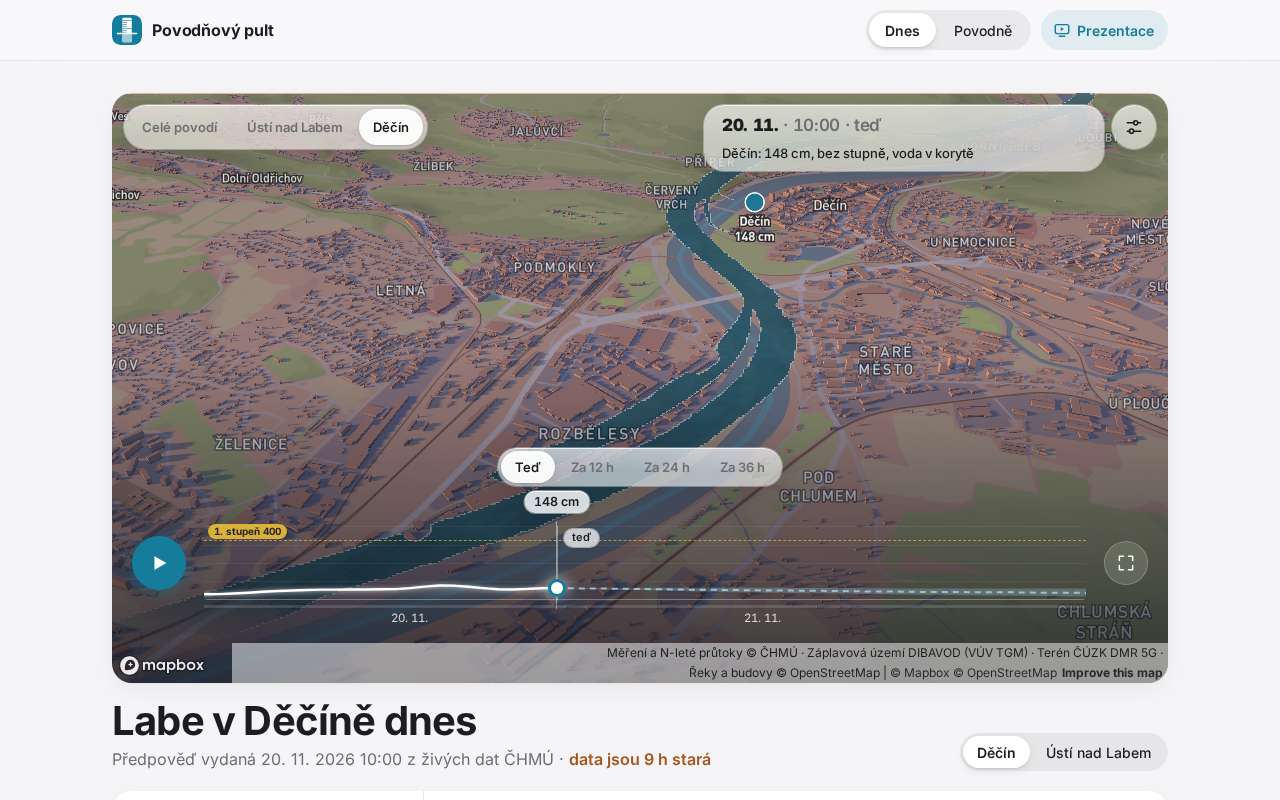 Povodňový pult
Dnes
Povodně
Prezentace
Celé povodí
Ústí nad Labem
Děčín
20. 11. · 10:00 · teď
Děčín: 148 cm, bez stupně, voda v korytě
JALŮVČÍ
ŽLÍBEK
Dolní Oldřichov
ČERVENÝ
VRCH
Děčín
148 cm
Děčín
U NEMOCNICE
PODMOKLY
LETNÁ
STARÉ
MĚSTO
ROZBĚLESY
ŽELENICE
POD
CHLUMEM
Teď
Za 12 h
Za 24 h
Za 36 h
148 cm
1. stupeň 400
teď
20. 11.
21. 11.
CHLUMSKÁ
STRÁŇ
mapbox
Měření a N-leté průtoky © ČHMÚ · Záplavová území DIBAVOD (VÚV TGM) · Terén ČÚZK DMR 5G ·
Řeky a budovy © OpenStreetMap | © Mapbox © OpenStreetMap Improve this map
Labe v Děčíně dnes
Předpověď vydaná 20. 11. 2026 10:00 z živých dat ČHMÚ · data jsou 9 h stará
Děčín
Ústí nad Labem